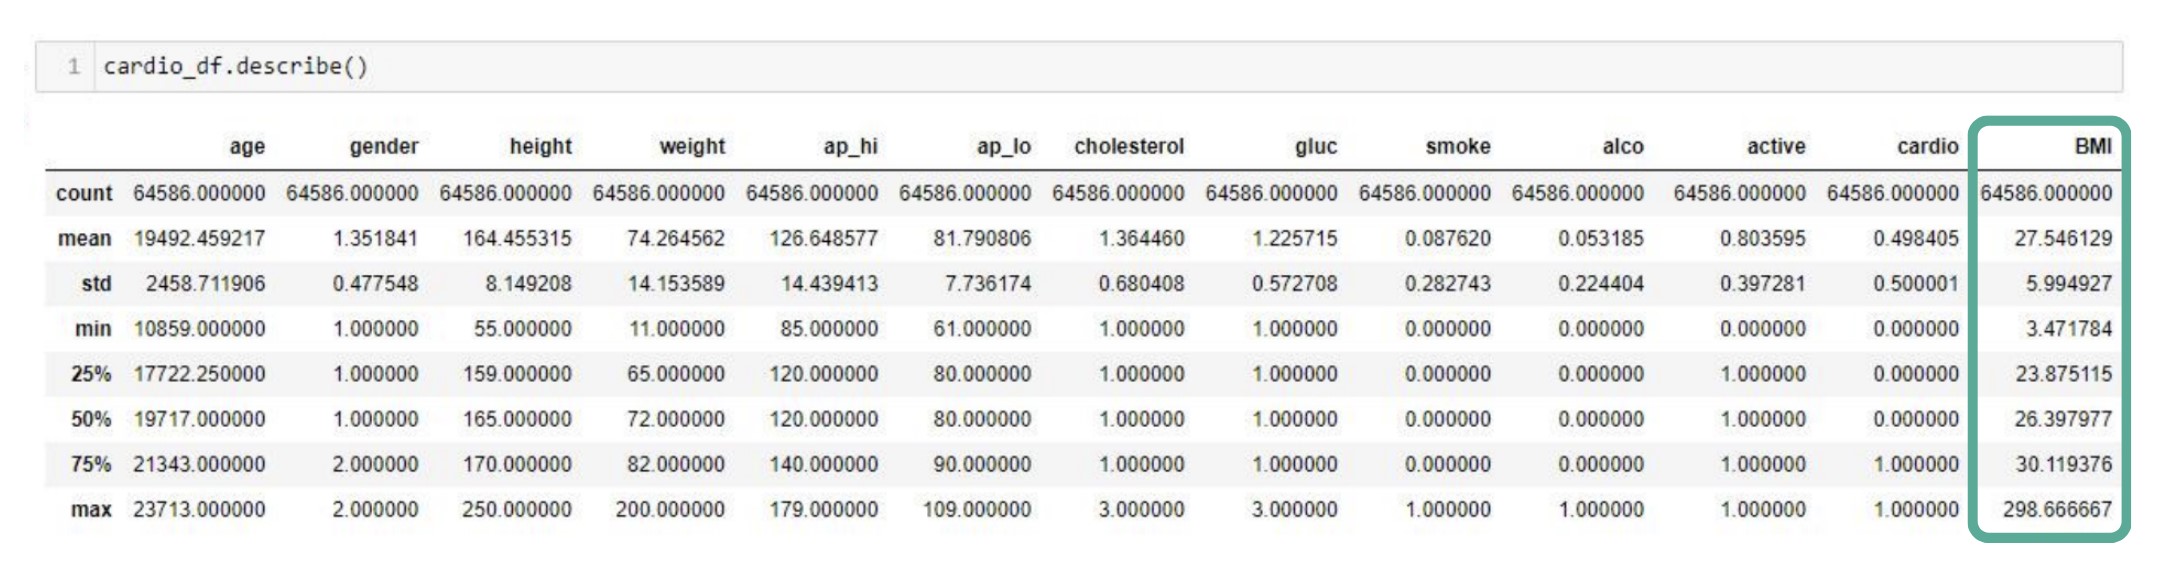 1 cardio_df.describe()
age gender height weight ap_hi ap_lo cholesterol gluc smoke alco active cardio BMI
count 64586.000000 64586.000000 64586.000000 64586.000000 64586.000000 64586.000000 64586.000000 64586.000000 64586.000000 64586.000000 64586.000000 64586.000000 64586.000000
mean 19492.459217 1.351841 164.455315 74.264562 126.648577 81.790806 1.364460 1.225715 0.087620 0.053185 0.803595 0.498405 27.546129
std 2458.711906 0.477548 8.149208 14.153589 14.439413 7.736174 0.680408 0.572708 0.282743 0.224404 0.397281 0.500001 5.994927
min 10859.000000 1.000000 55.000000 11.000000 85.000000 61.000000 1.000000 1.000000 0.000000 0.000000 0.000000 0.000000 3.471784
25% 17722.250000 1.000000 159.000000 65.000000 120.000000 80.000000 1.000000 1.000000 0.000000 0.000000 1.000000 0.000000 23.875115
50% 19717.000000 1.000000 165.000000 72.000000 120.000000 80.000000 1.000000 1.000000 0.000000 0.000000 1.000000 0.000000 26.397977
75% 21343.000000 2.000000 170.000000 82.000000 140.000000 90.000000 1.000000 1.000000 0.000000 0.000000 1.000000 1.000000 30.119376
max 23713.000000 2.000000 250.000000 200.000000 179.000000 109.000000 3.000000 3.000000 1.000000 1.000000 1.000000 1.000000 298.666667